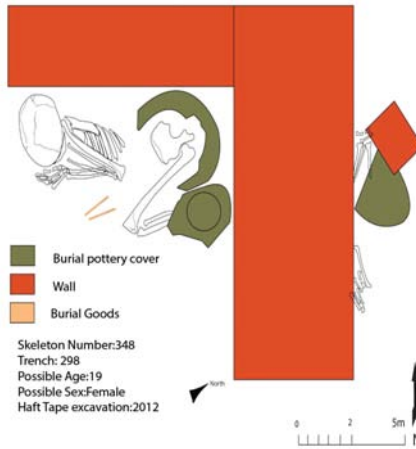 Burial pottery cover
Wall
Burial Goods
Skeleton Number:348
Trench: 298
Possible Age:19
Possible Sex:Female
Haft Tape excavation:2012
North
0 2 5m
N